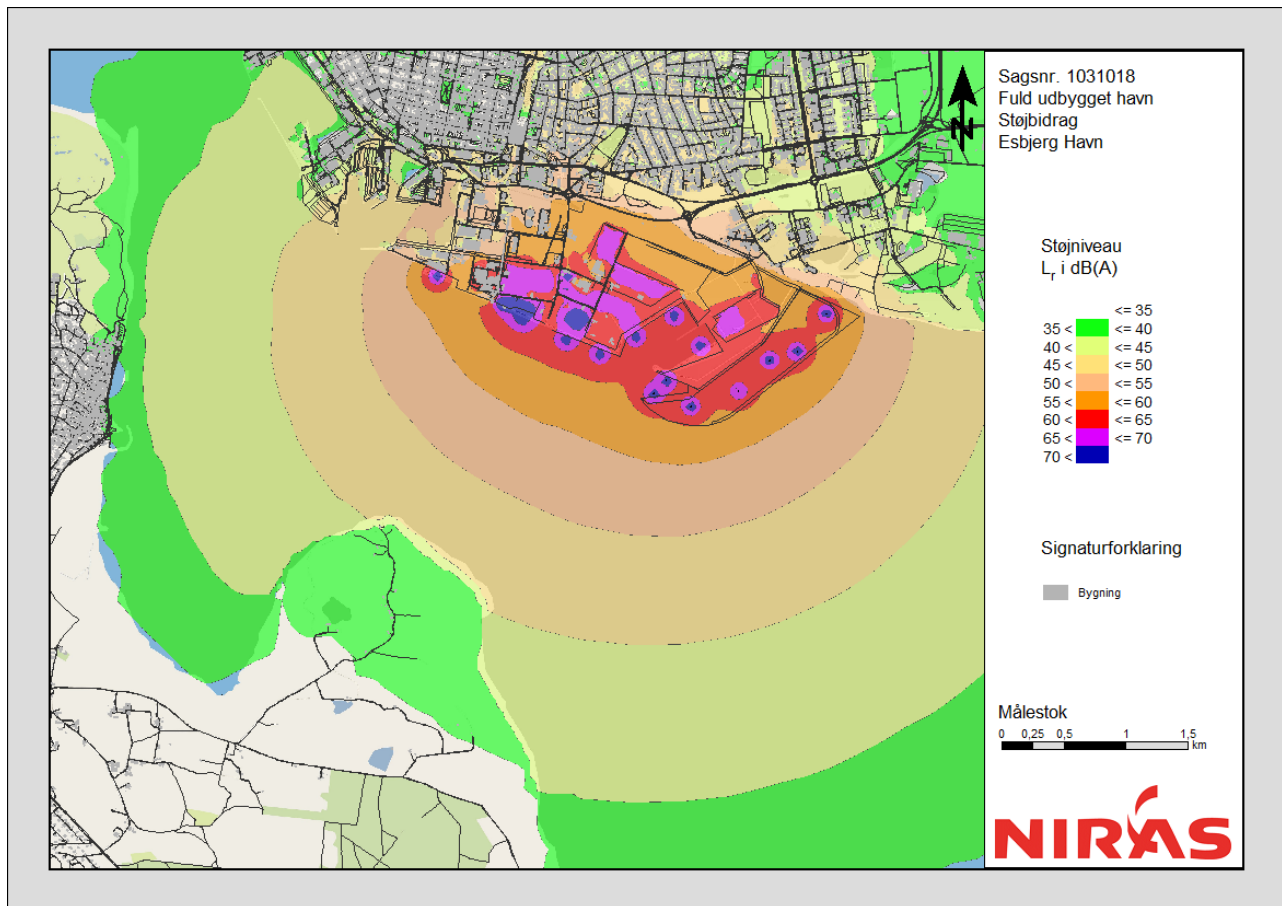 Sagsnr. 1031018
Fuld udbygget havn
Støjbidrag
Esbjerg Havn
N
Støjniveau
Lr i dB(A)
<= 35
35 < <= 40
40 < <= 45
45 < <= 50
50 < <= 55
55 < <= 60
60 < <= 65
65 < <= 70
70 <
Signaturforklaring
Bygning
Målestok
0 0,25 0,5 1 1,5
km
NIRAS